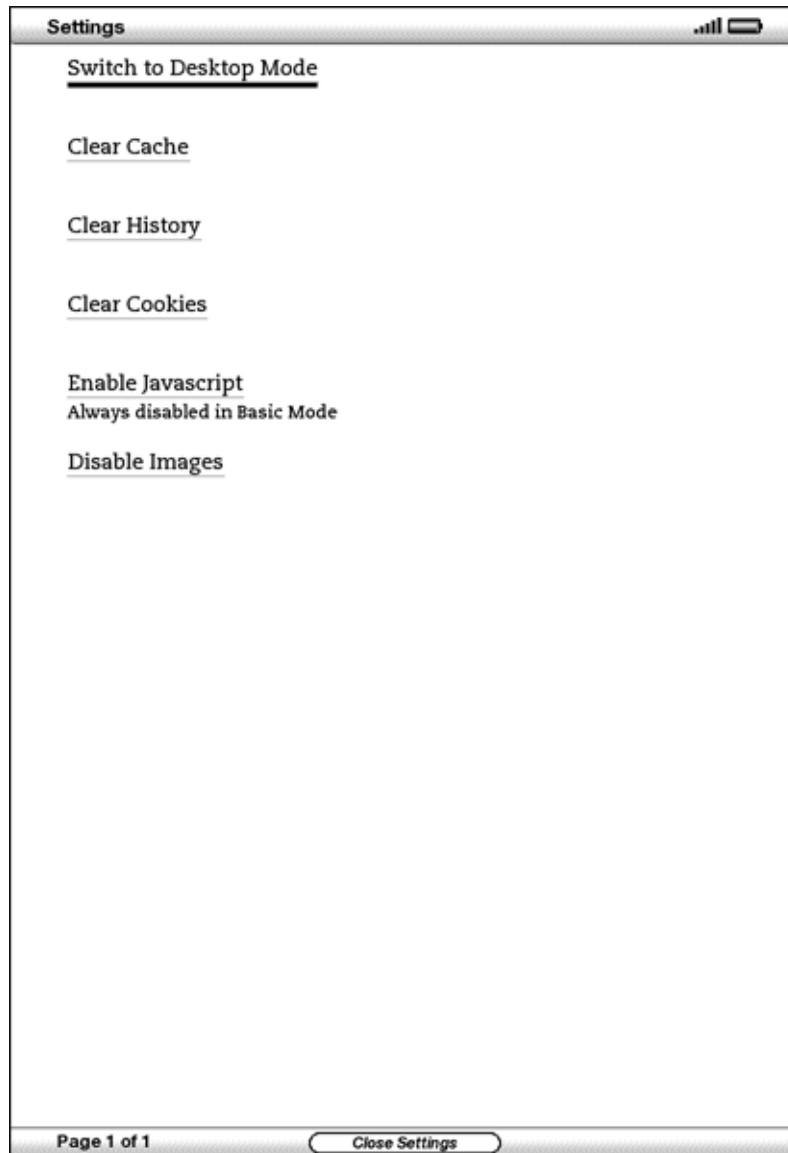 Settings
Switch to Desktop Mode
Clear Cache
Clear History
Clear Cookies
Enable Javascript
Always disabled in Basic Mode
Disable Images
Page 1 of 1
Close Settings